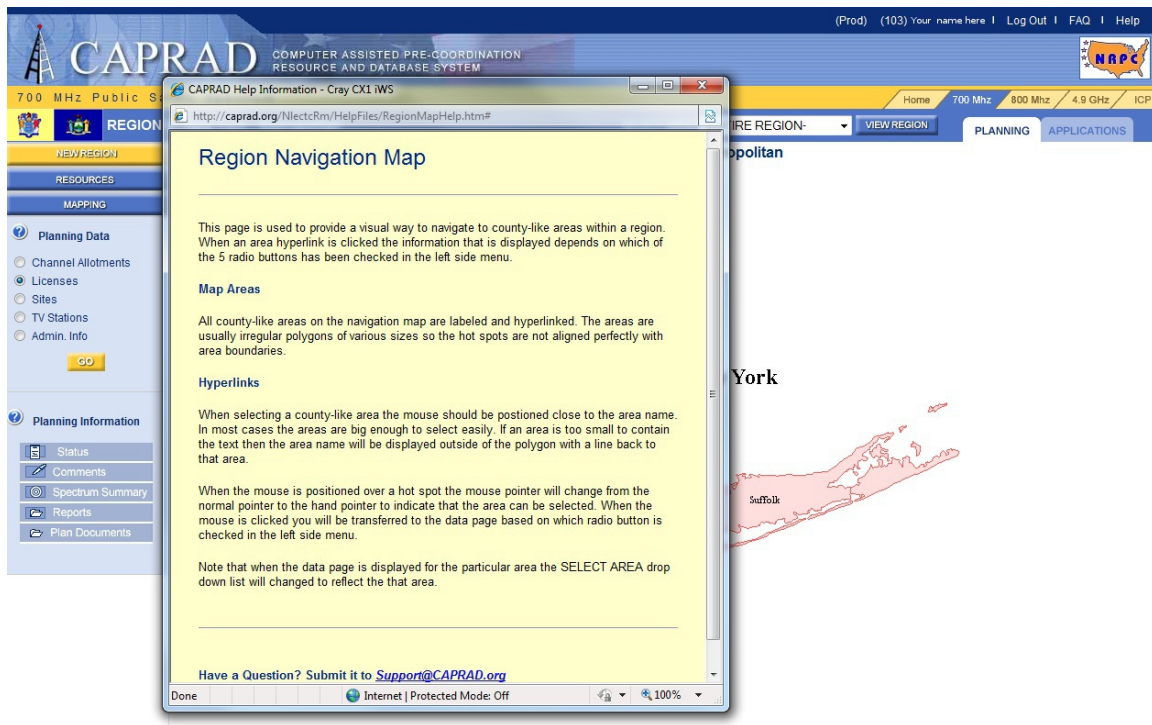 (Prod) (103) Your name here I Log Out I FAQ I Help
CAPRAD
COMPUTER ASSISTED PRE-COORDINATION
RESOURCE AND DATABASE SYSTEM
NRPC
700 MHz Public
Home
700 Mhz
800 Mhz
4.9 GHz
ICP
REGION
REGION-
VIEW REGION
PLANNING
APPLICATIONS
NEW REGION
RESOURCES
MAPPING
Planning Data
Channel Allotments
Licenses
Sites
TV Stations
Admin. Info
GO
Planning Information
Status
Comments
Spectrum Summary
Reports
Plan Documents
CAPRAD Help Information - Cray CX1 iWS
http://caprad.org/NlectcRm/HelpFiles/RegionMapHelp.htm#
Region Navigation Map
This page is used to provide a visual way to navigate to county-like areas within a region.
When an area hyperlink is clicked the information that is displayed depends on which of
the 5 radio buttons has been checked in the left side menu.
Map Areas
All county-like areas on the navigation map are labeled and hyperlinked. The areas are
usually irregular polygons of various sizes so the hot spots are not aligned perfectly with
area boundaries.
Hyperlinks
When selecting a county-like area the mouse should be postioned close to the area name.
In most cases the areas are big enough to select easily. If an area is too small to contain
the text then the area name will be displayed outside of the polygon with a line back to
that area.
When the mouse is positioned over a hot spot the mouse pointer will change from the
normal pointer to the hand pointer to indicate that the area can be selected. When the
mouse is clicked you will be transferred to the data page based on which radio button is
checked in the left side menu.
Note that when the data page is displayed for the particular area the SELECT AREA drop
down list will changed to reflect the that area.
Have a Question? Submit it to Support@CAPRAD.org
Done
Internet | Protected Mode: Off
100%
York
Suffolk